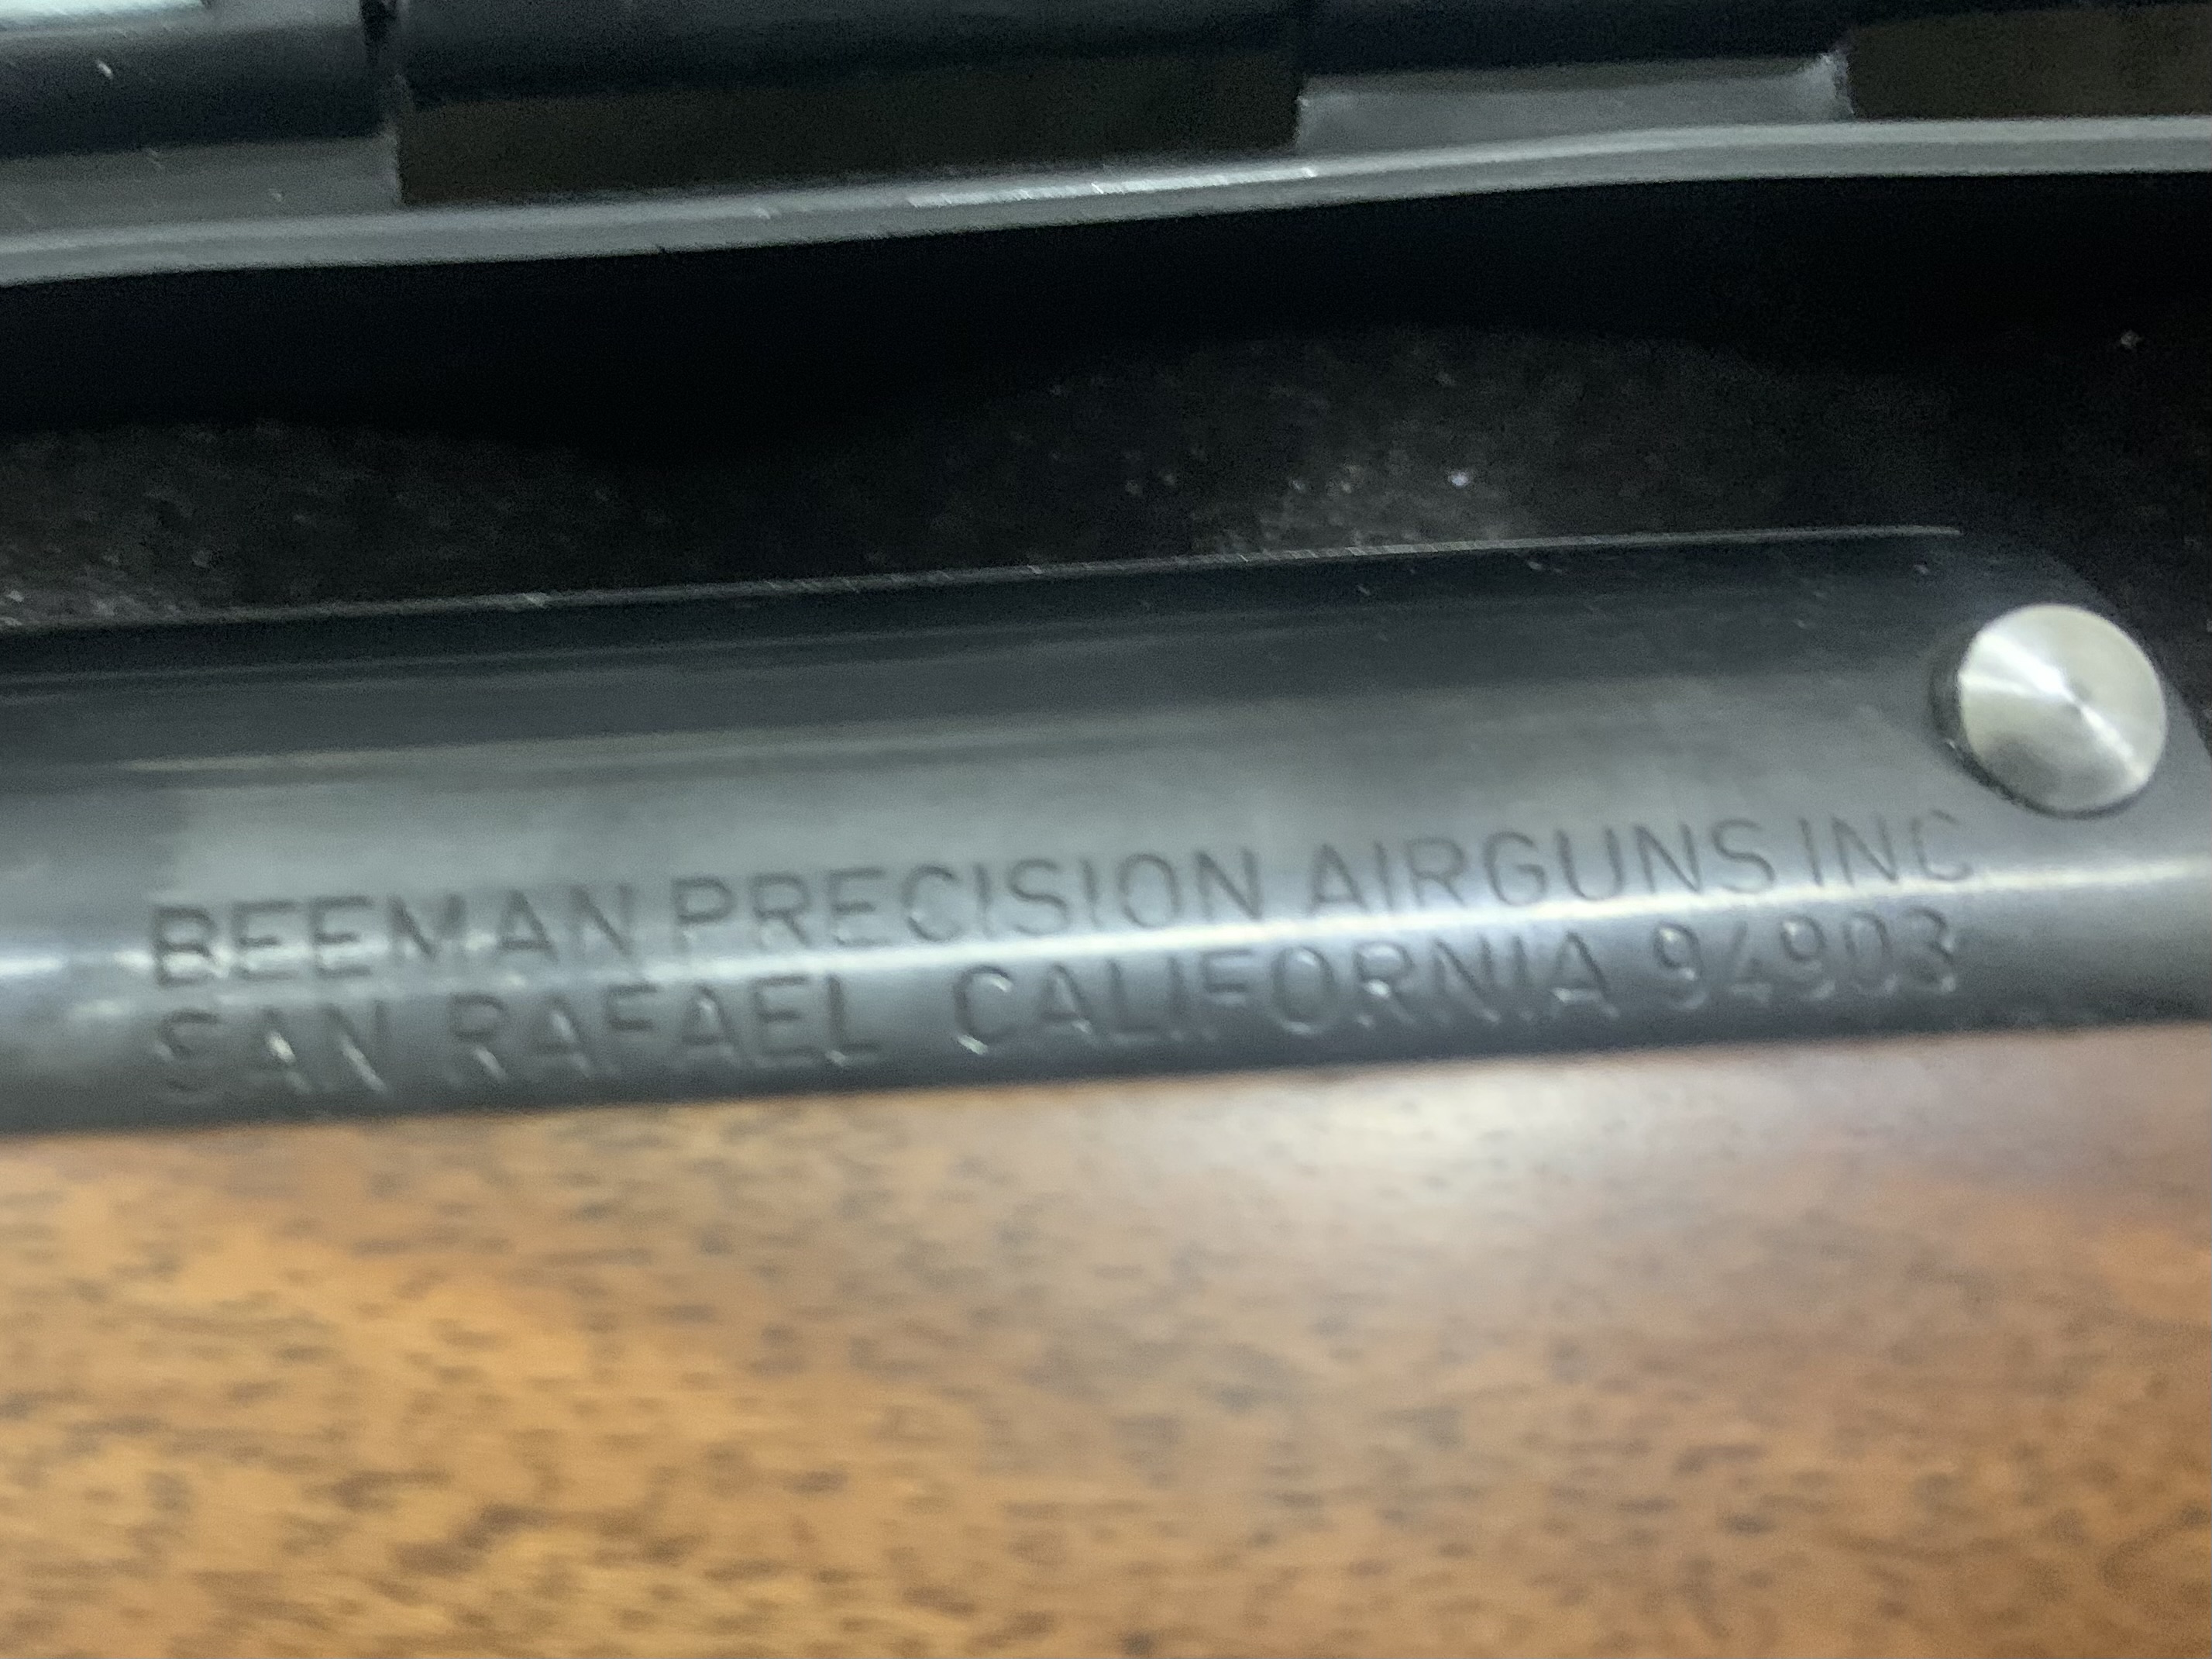 BEEMAN PRECISION AIRGUNS INC
SAN RAFAEL CALIFORNIA 94903